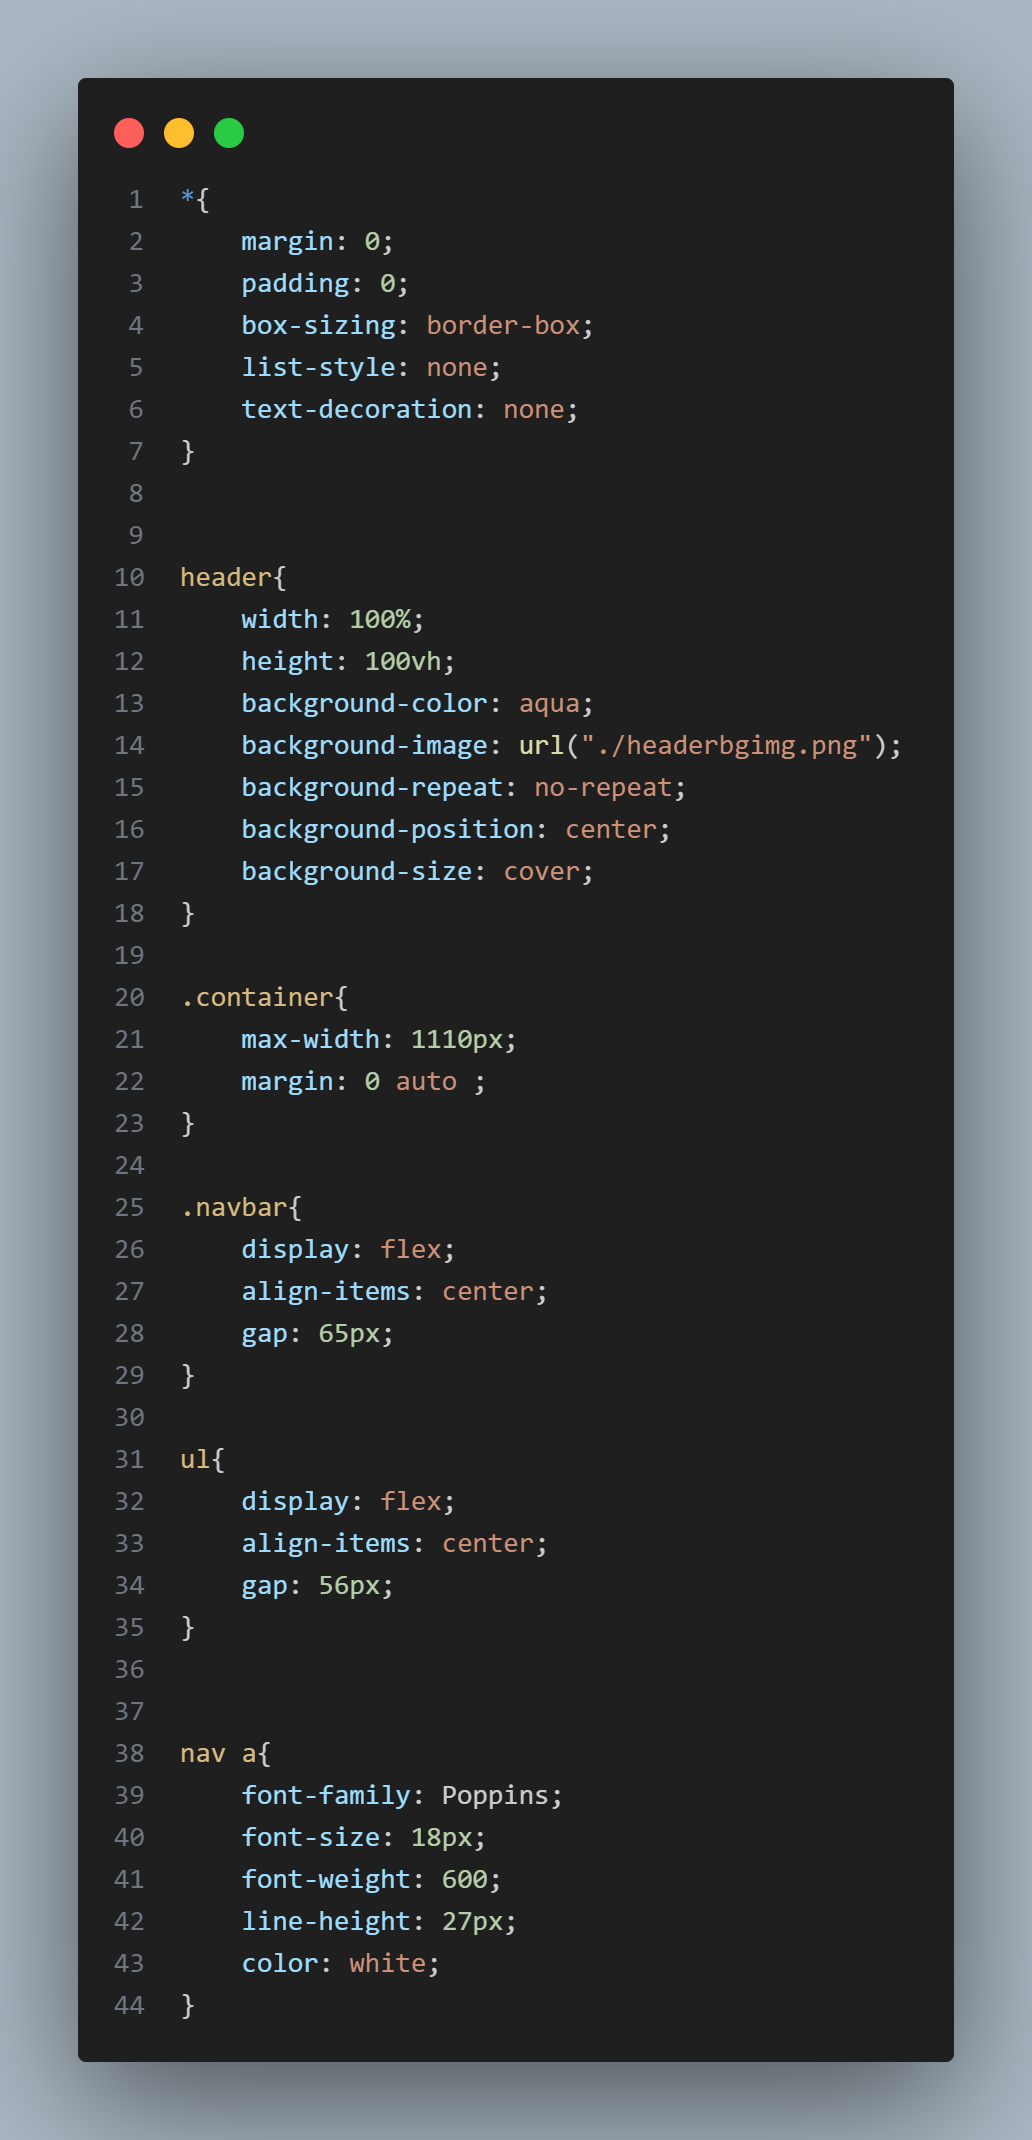 1 *{
2     margin: 0;
3     padding: 0;
4     box-sizing: border-box;
5     list-style: none;
6     text-decoration: none;
7 }
8
9
10 header{
11     width: 100%;
12     height: 100vh;
13     background-color: aqua;
14     background-image: url("./headerbgimg.png");
15     background-repeat: no-repeat;
16     background-position: center;
17     background-size: cover;
18 }
19
20 .container{
21     max-width: 1110px;
22     margin: 0 auto ;
23 }
24
25 .navbar{
26     display: flex;
27     align-items: center;
28     gap: 65px;
29 }
30
31 ul{
32     display: flex;
33     align-items: center;
34     gap: 56px;
35 }
36
37
38 nav a{
39     font-family: Poppins;
40     font-size: 18px;
41     font-weight: 600;
42     line-height: 27px;
43     color: white;
44 }